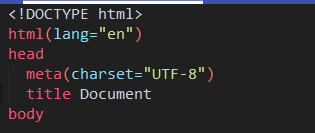 <!DOCTYPE html>
html(lang="en")
head
  meta(charset="UTF-8")
  title Document
body